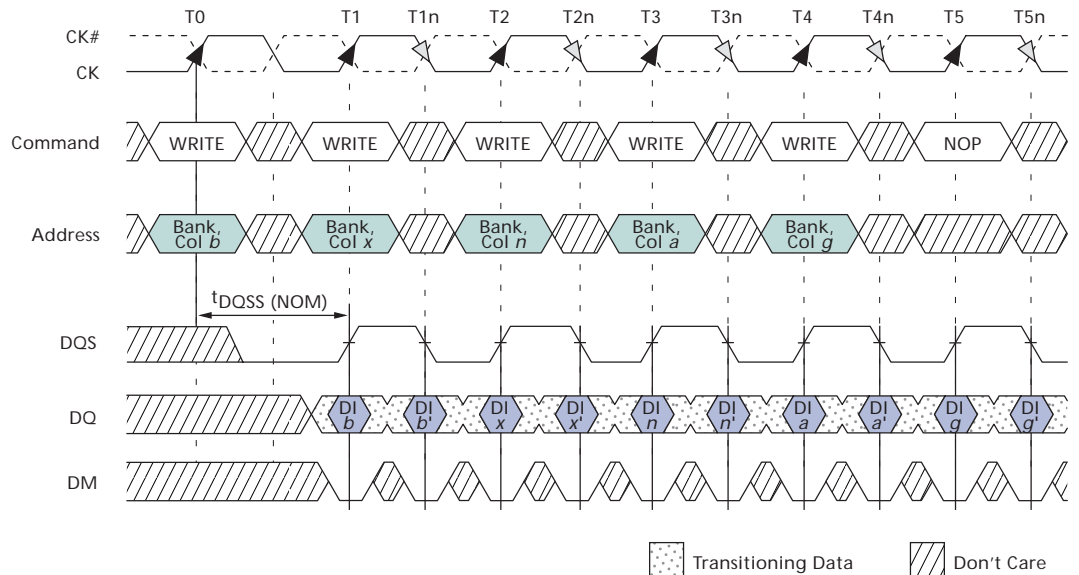 T0 T1 T1n T2 T2n T3 T3n T4 T4n T5 T5n
CK#
CK
Command WRITE WRITE WRITE WRITE WRITE NOP
Address Bank, Col b Bank, Col x Bank, Col n Bank, Col a Bank, Col g
tDQSS (NOM)
DQS
DQ DI b DI b' DI x DI x' DI n DI n' DI a DI a' DI g DI g'
DM
Transitioning Data Don't Care